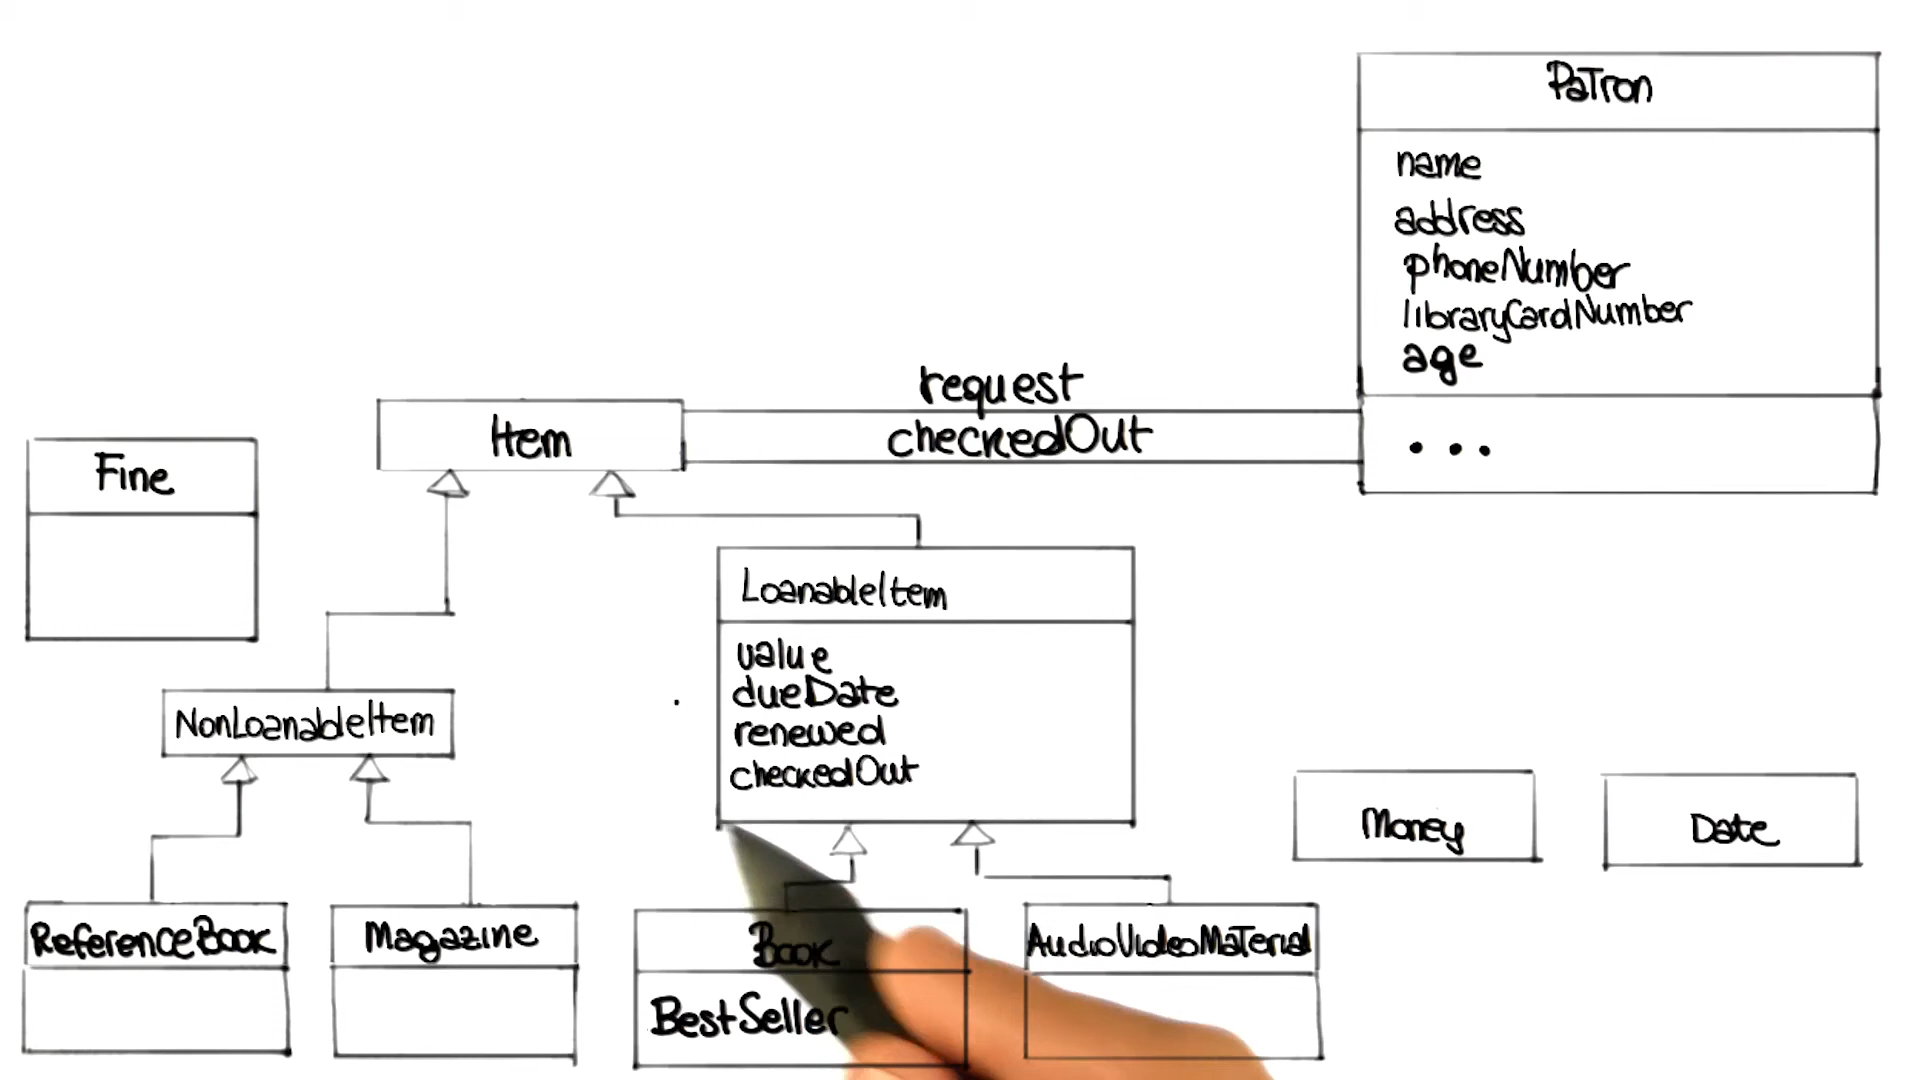 Patron
name
address
phoneNumber
libraryCardNumber
age
...
request
checkedOut
Item
Fine
LoanableItem
value
dueDate
renewed
checkedOut
NonLoanableItem
Money
Date
ReferenceBook
Magazine
Book
BestSeller
AudioVideoMaterial